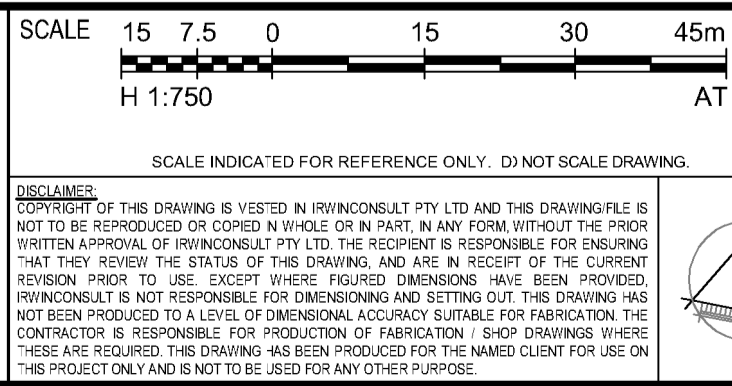 SCALE 15 7.5 0 15 30 45m
H 1:750 AT
SCALE INDICATED FOR REFERENCE ONLY. DO NOT SCALE DRAWING.
DISCLAIMER:
COPYRIGHT OF THIS DRAWING IS VESTED IN IRWINCONSULT PTY LTD AND THIS DRAWING/FILE IS
NOT TO BE REPRODUCED OR COPIED IN WHOLE OR IN PART, IN ANY FORM, WITHOUT THE PRIOR
WRITTEN APPROVAL OF IRWINCONSULT PTY LTD. THE RECIPIENT IS RESPONSIBLE FOR ENSURING
THAT THEY REVIEW THE STATUS OF THIS DRAWING, AND ARE IN RECEIPT OF THE CURRENT
REVISION PRIOR TO USE. EXCEPT WHERE FIGURED DIMENSIONS HAVE BEEN PROVIDED,
IRWINCONSULT IS NOT RESPONSIBLE FOR DIMENSIONING AND SETTING OUT. THIS DRAWING HAS
NOT BEEN PRODUCED TO A LEVEL OF DIMENSIONAL ACCURACY SUITABLE FOR FABRICATION. THE
CONTRACTOR IS RESPONSIBLE FOR PRODUCTION OF FABRICATION / SHOP DRAWINGS WHERE
THESE ARE REQUIRED. THIS DRAWING HAS BEEN PRODUCED FOR THE NAMED CLIENT FOR USE ON
THIS PROJECT ONLY AND IS NOT TO BE USED FOR ANY OTHER PURPOSE.